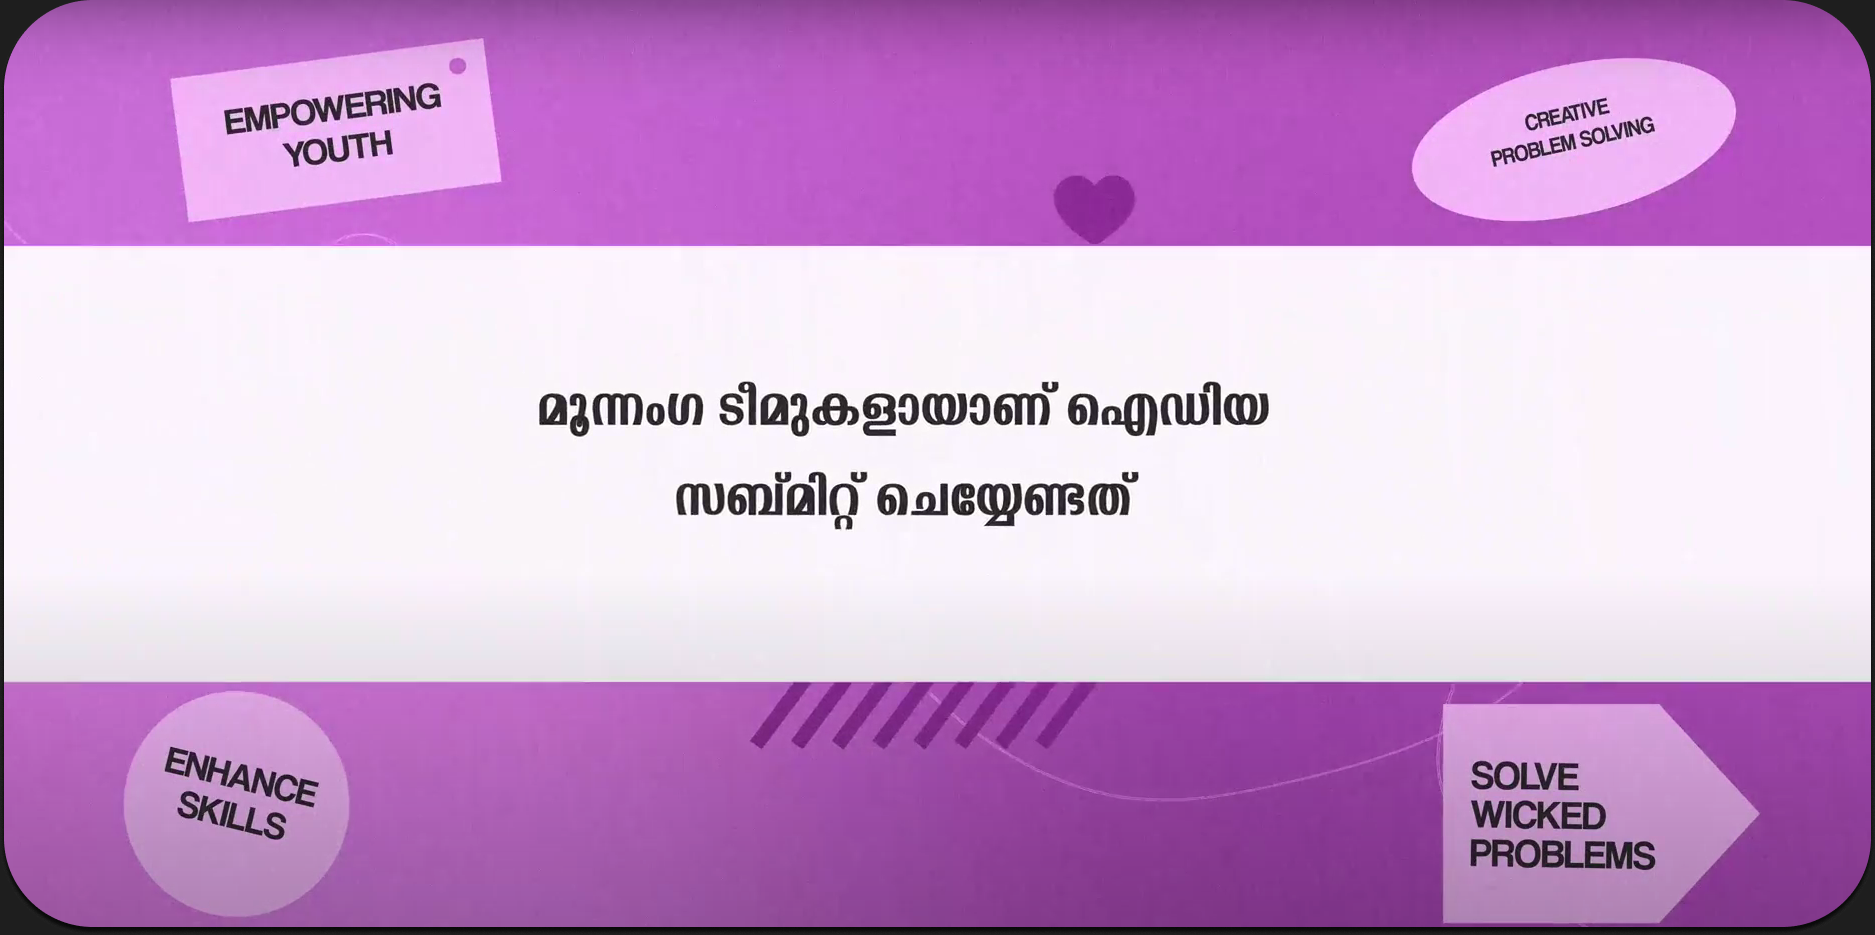 EMPOWERING
YOUTH
CREATIVE
PROBLEM SOLVING
മൂന്നംഗ ടീമുകളായാണ് ഐഡിയ
സബ്മിറ്റ് ചെയ്യേണ്ടത്
ENHANCE
SKILLS
SOLVE
WICKED
PROBLEMS